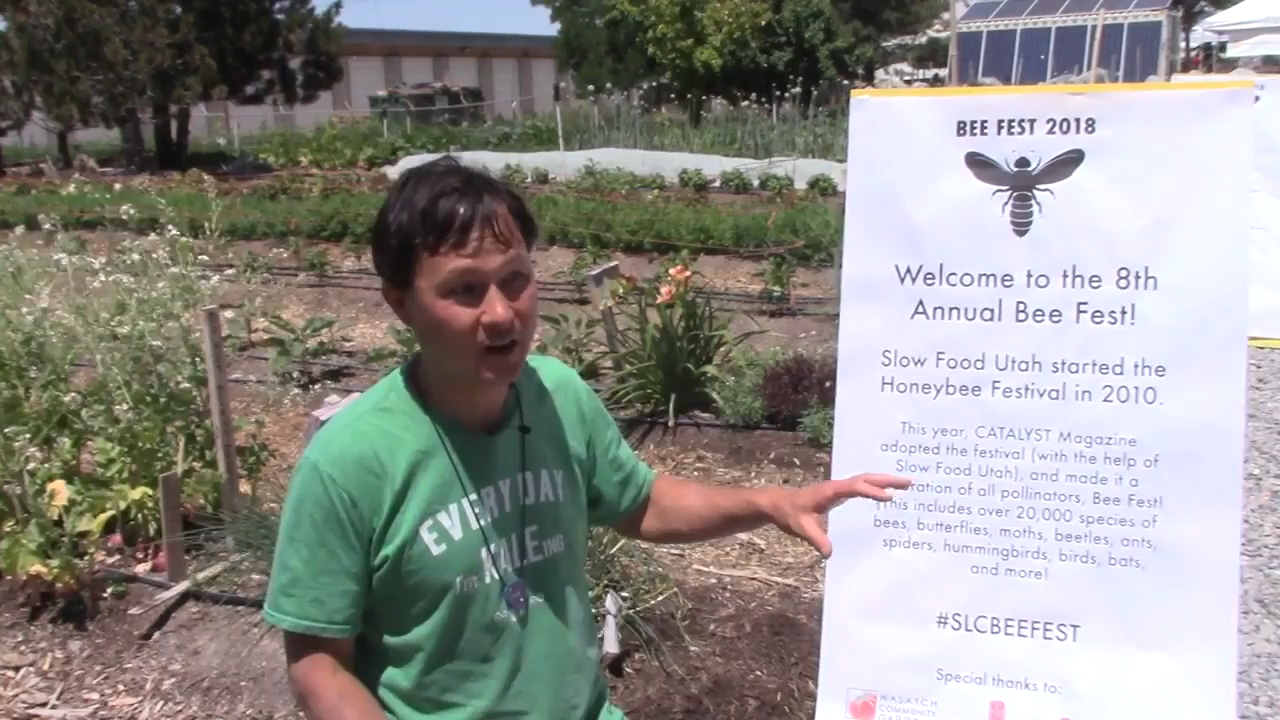 BEE FEST 2018
Welcome to the 8th
Annual Bee Fest!
Slow Food Utah started the
Honeybee Festival in 2010.
This year, CATALYST Magazine
adopted the festival (with the help of
Slow Food Utah), and made it a
ration of all pollinators, Bee Fest!
(This includes over 20,000 species of
bees, butterflies, moths, beetles, ants,
spiders, hummingbirds, birds, bats,
and more!
#SLCBEEFEST
Special thanks to:
WASATCH
COMMUNITY
EVERYDAY
I'm KALEING